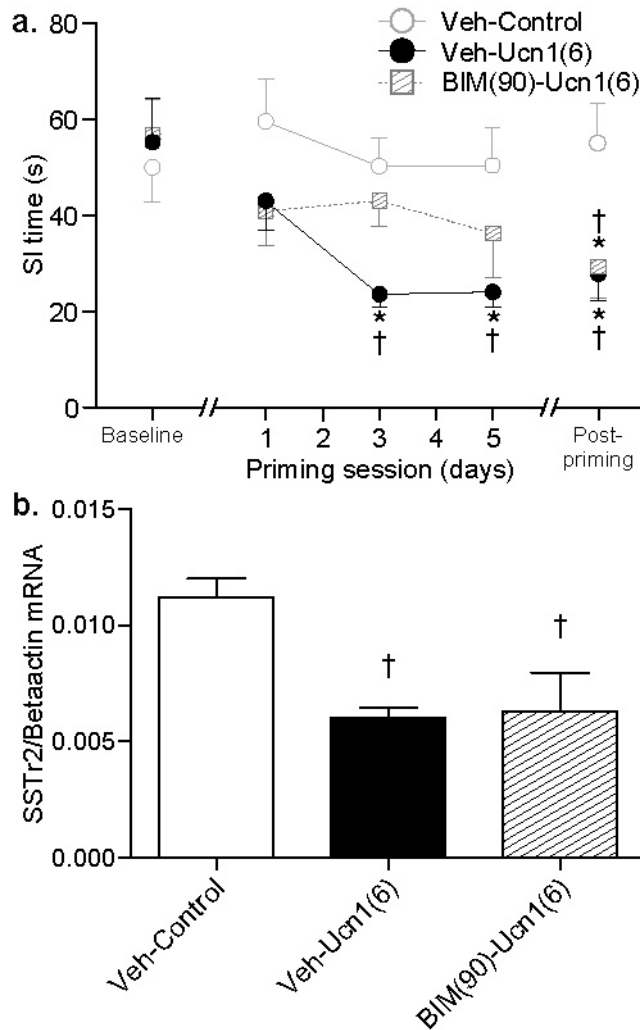 a.
80
60
40
20
0
SI time (s)
Veh-Control
Veh-Ucn1(6)
BIM(90)-Ucn1(6)
†
*
* * *
† † †
Baseline 1 2 3 4 5 Post-
priming
Priming session (days)
b.
0.015
0.010
0.005
0.000
SSTr2/Betaactin mRNA
†
†
Veh-Control
Veh-Ucn1(6)
BIM(90)-Ucn1(6)